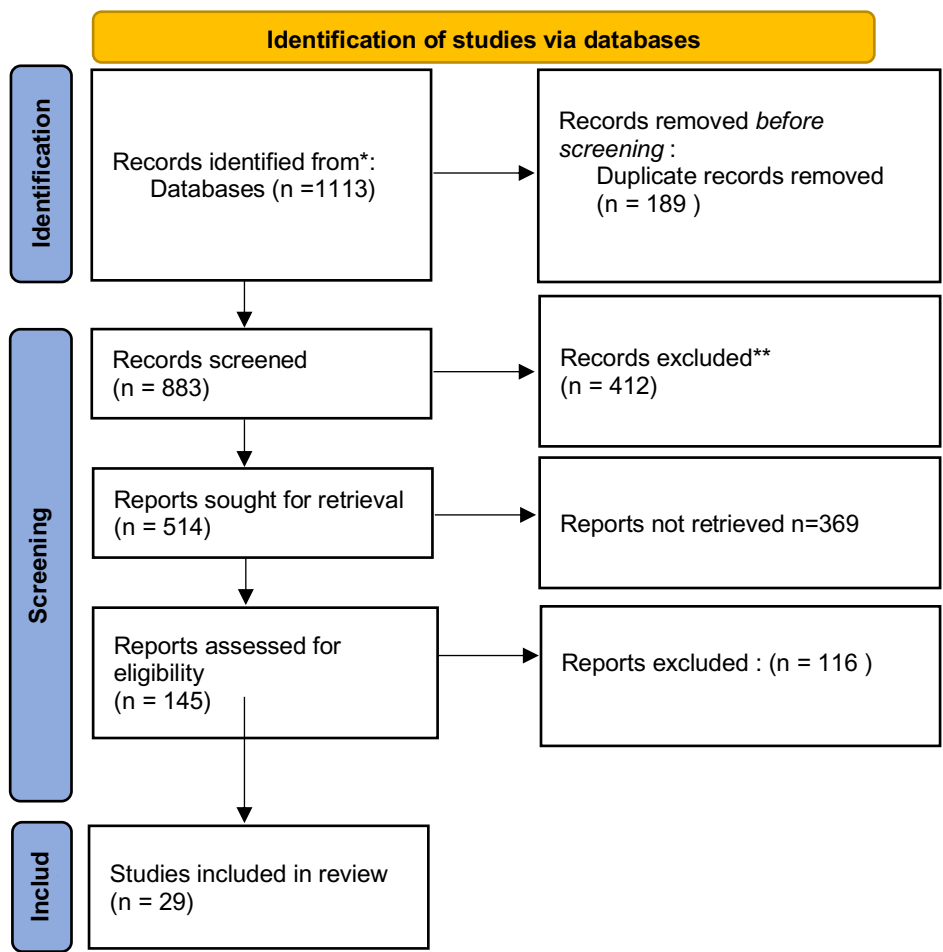 Identification of studies via databases
Identification
Records identified from*:
Databases (n =1113)
Records removed before
screening :
Duplicate records removed
(n = 189 )
Screening
Records screened
(n = 883)
Records excluded**
(n = 412)
Reports sought for retrieval
(n = 514)
Reports not retrieved n=369
Reports assessed for
eligibility
(n = 145)
Reports excluded : (n = 116 )
Includ
Studies included in review
(n = 29)